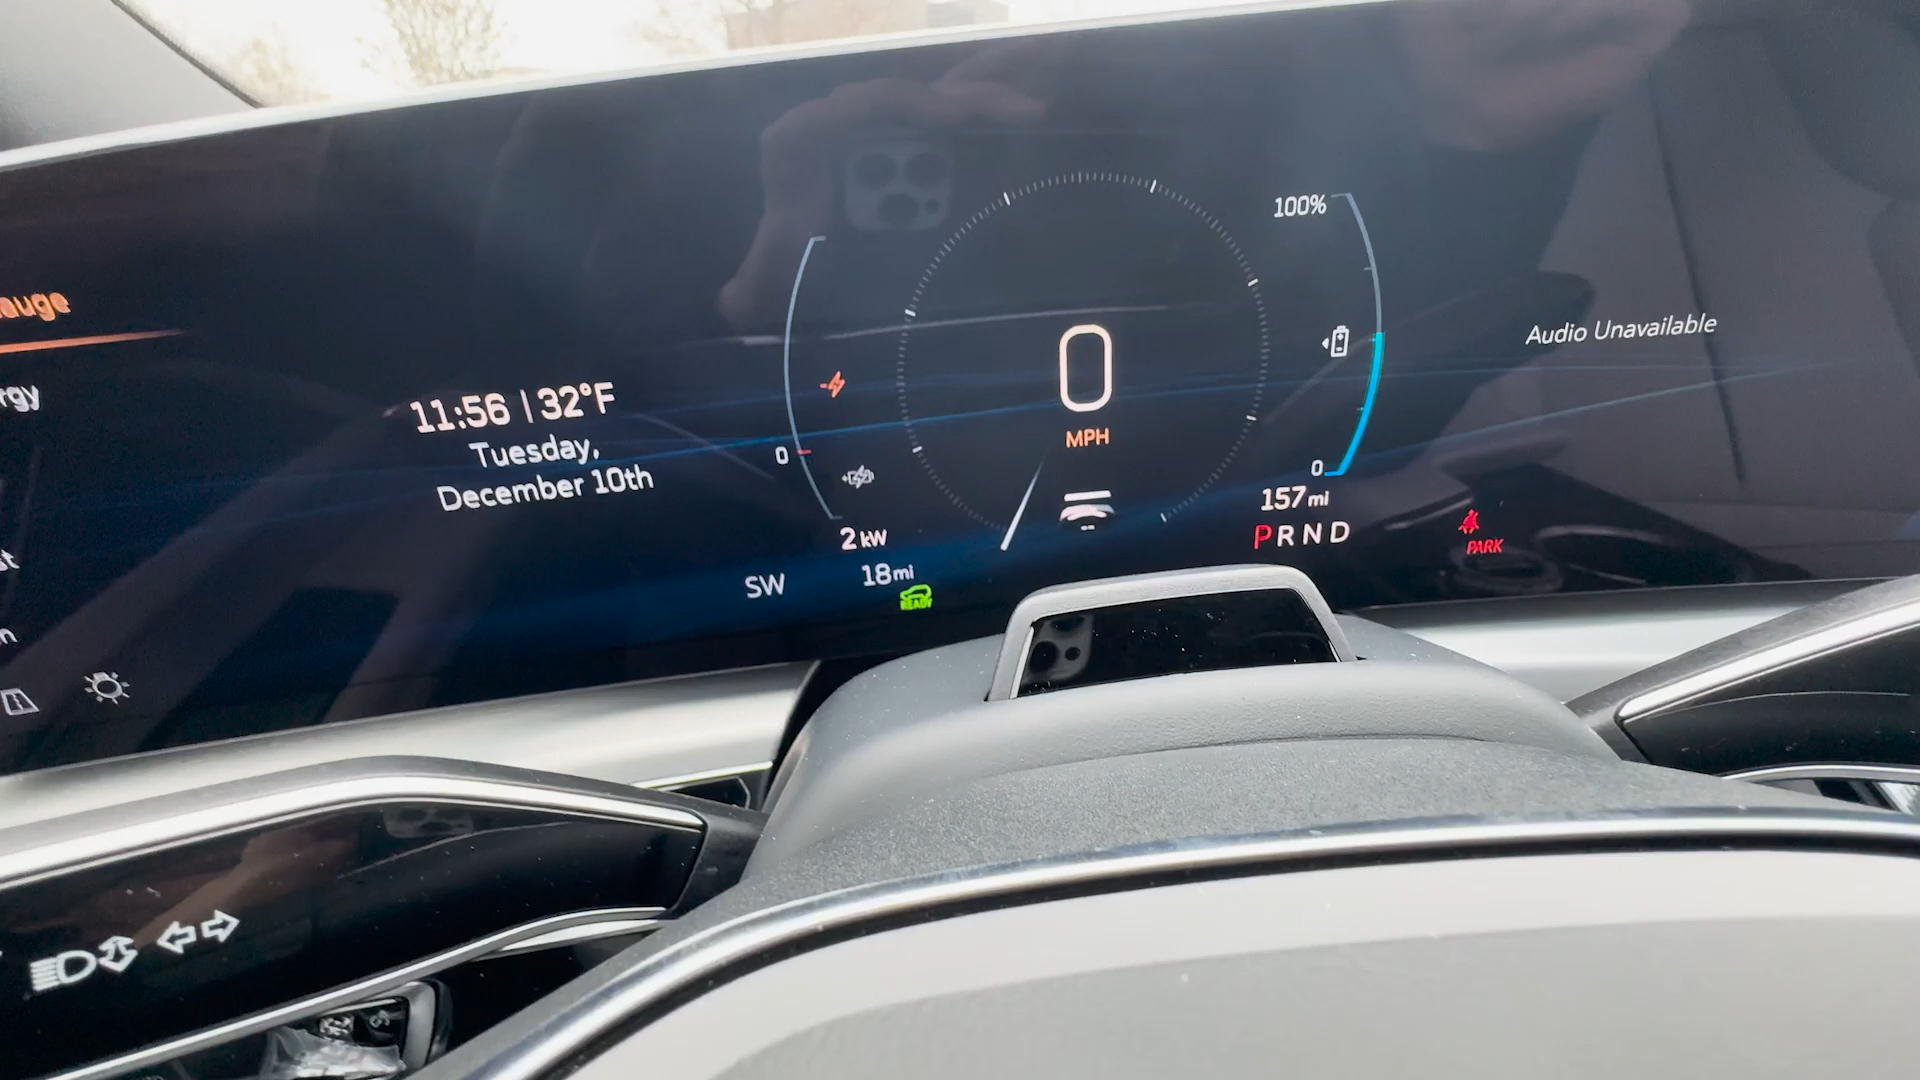 auge
rgy
11:56 | 32°F
Tuesday,
December 10th
0
2 kW
SW
18 mi
READY
0
MPH
100%
0
157 mi
PRND
Audio Unavailable
PARK